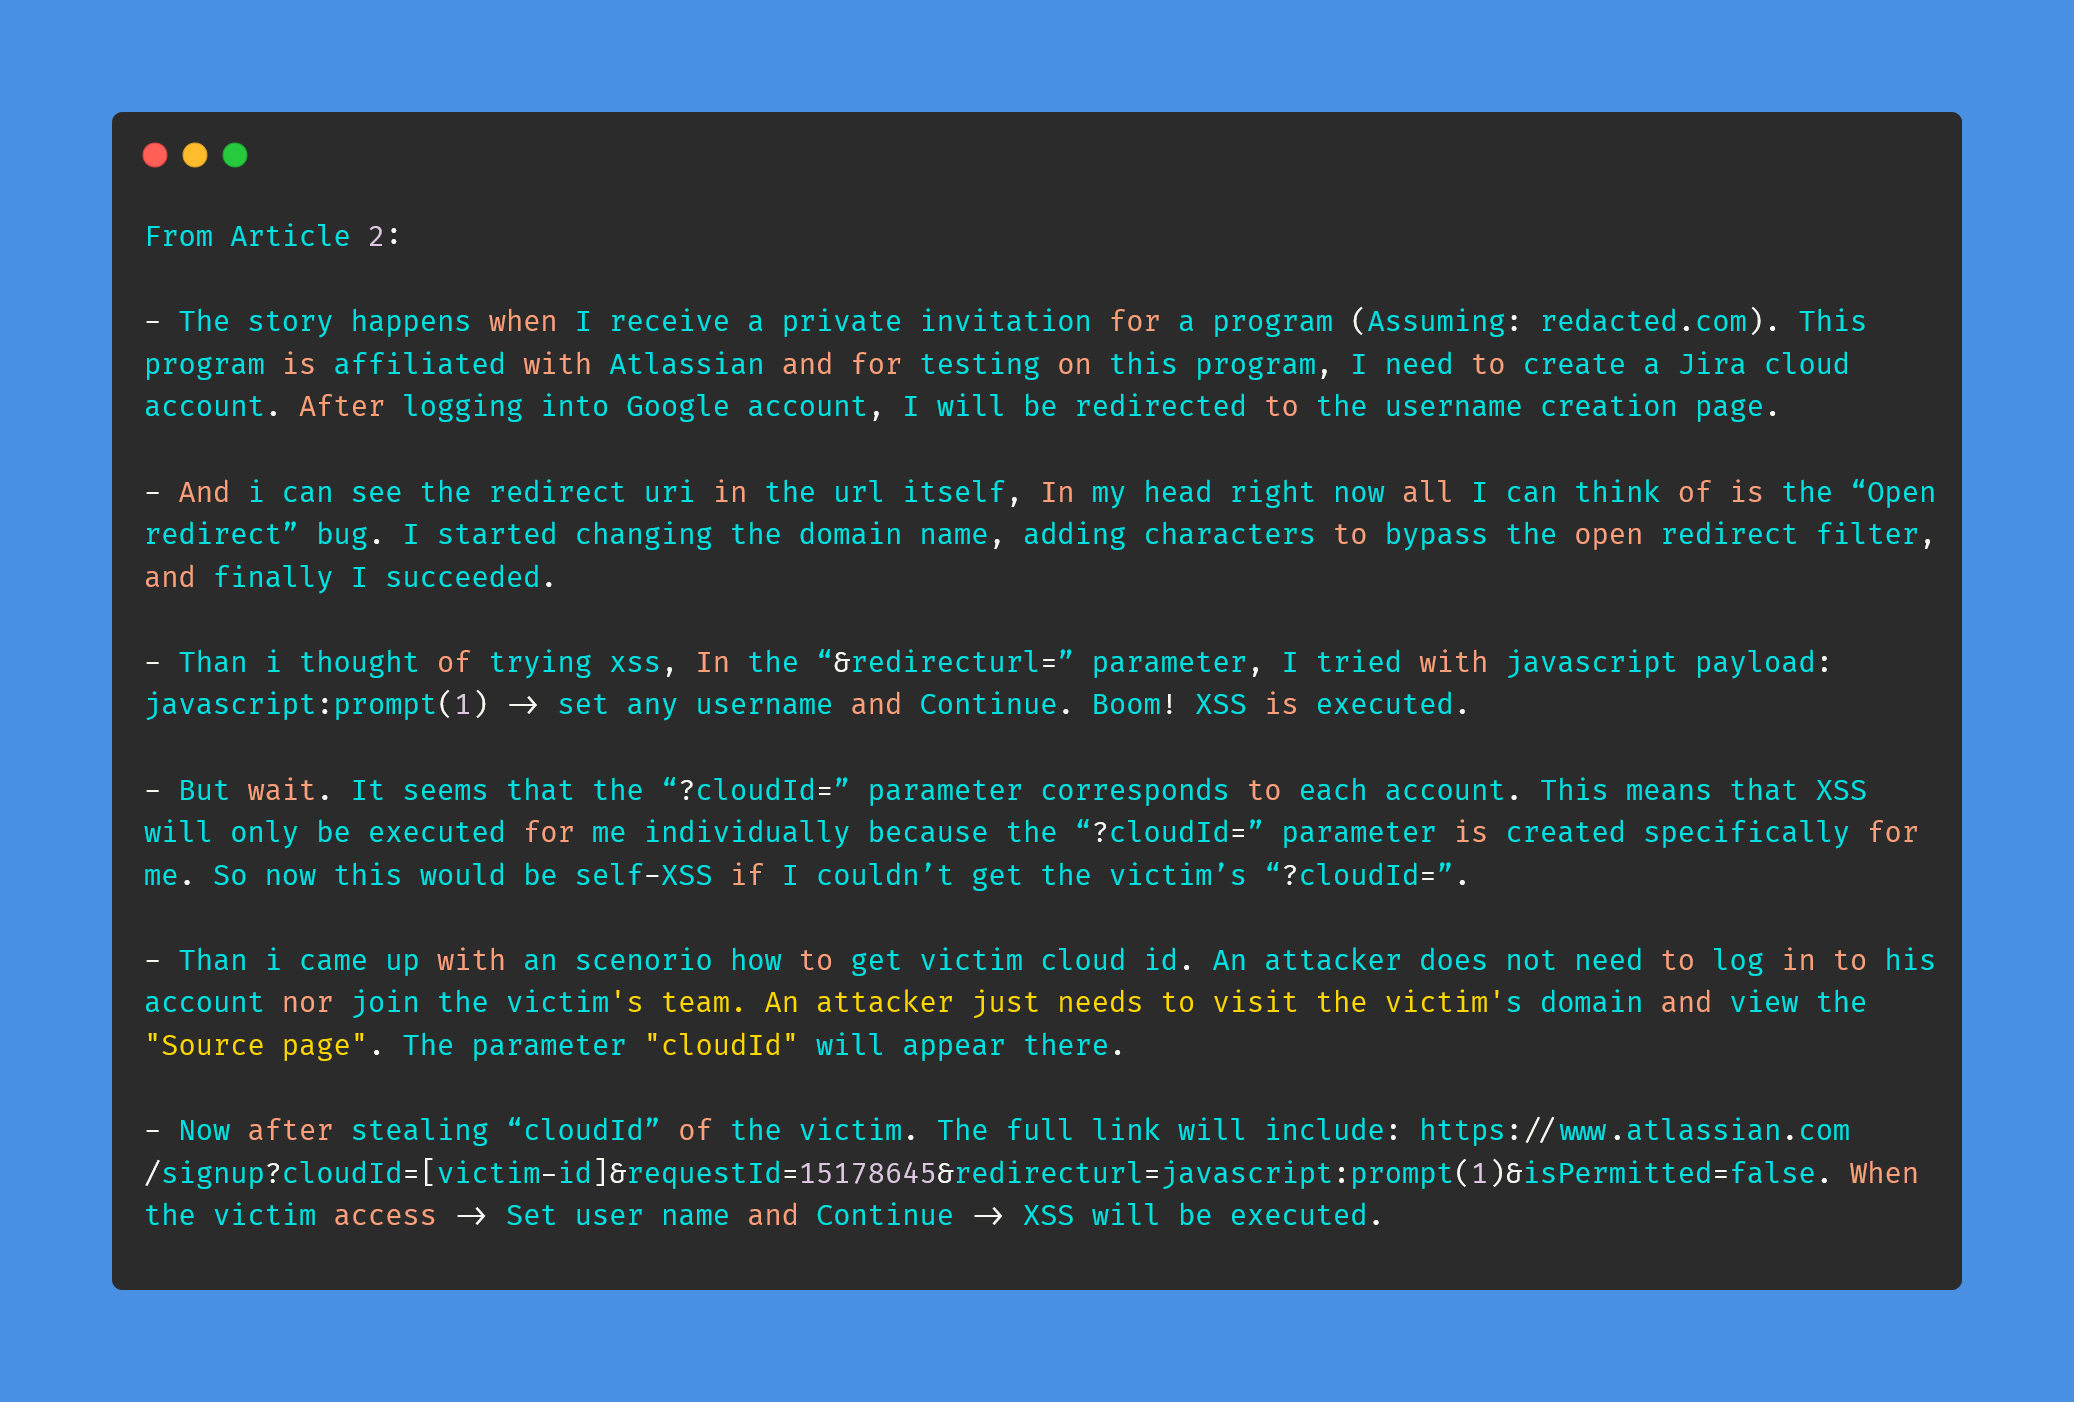 From Article 2:
- The story happens when I receive a private invitation for a program (Assuming: redacted.com). This
program is affiliated with Atlassian and for testing on this program, I need to create a Jira cloud
account. After logging into Google account, I will be redirected to the username creation page.
- And i can see the redirect uri in the url itself, In my head right now all I can think of is the “Open
redirect” bug. I started changing the domain name, adding characters to bypass the open redirect filter,
and finally I succeeded.
- Than i thought of trying xss, In the “&redirecturl=” parameter, I tried with javascript payload:
javascript:prompt(1) -> set any username and Continue. Boom! XSS is executed.
- But wait. It seems that the “?cloudId=” parameter corresponds to each account. This means that XSS
will only be executed for me individually because the “?cloudId=” parameter is created specifically for
me. So now this would be self-XSS if I couldn’t get the victim’s “?cloudId=”.
- Than i came up with an scenorio how to get victim cloud id. An attacker does not need to log in to his
account nor join the victim's team. An attacker just needs to visit the victim's domain and view the
"Source page". The parameter "cloudId" will appear there.
- Now after stealing “cloudId” of the victim. The full link will include: https://www.atlassian.com
/signup?cloudId=[victim-id]&requestId=15178645&redirecturl=javascript:prompt(1)&isPermitted=false. When
the victim access -> Set user name and Continue -> XSS will be executed.